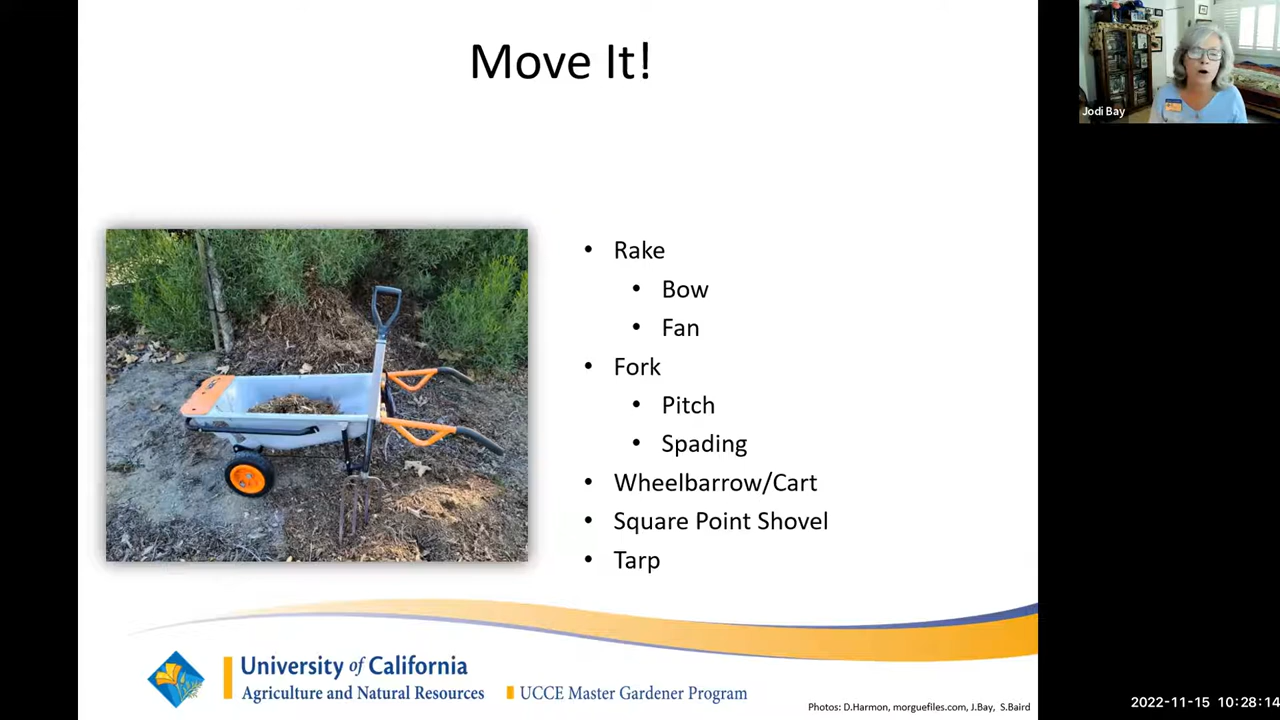 Move It!
Jodi Bay
• Rake
• Bow
• Fan
• Fork
• Pitch
• Spading
• Wheelbarrow/Cart
• Square Point Shovel
• Tarp
University of California
Agriculture and Natural Resources
UCCE Master Gardener Program
Photos: D.Harmon, morguefiles.com, J.Bay, S.Baird
2022-11-15 10:28:14